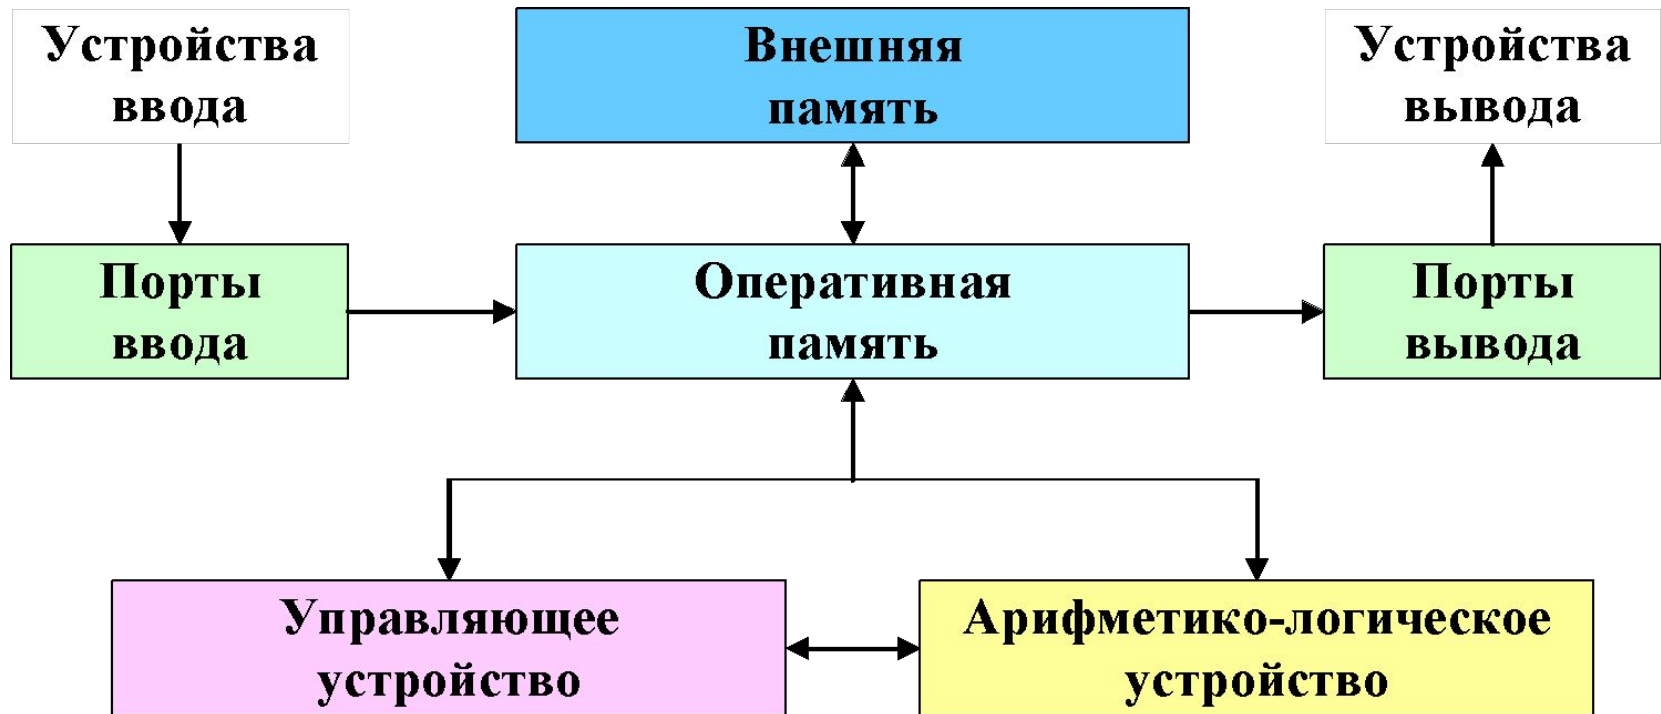 Устройства
ввода
Внешняя
память
Устройства
вывода
Порты
ввода
Оперативная
память
Порты
вывода
Управляющее
устройство
Арифметико-логическое
устройство